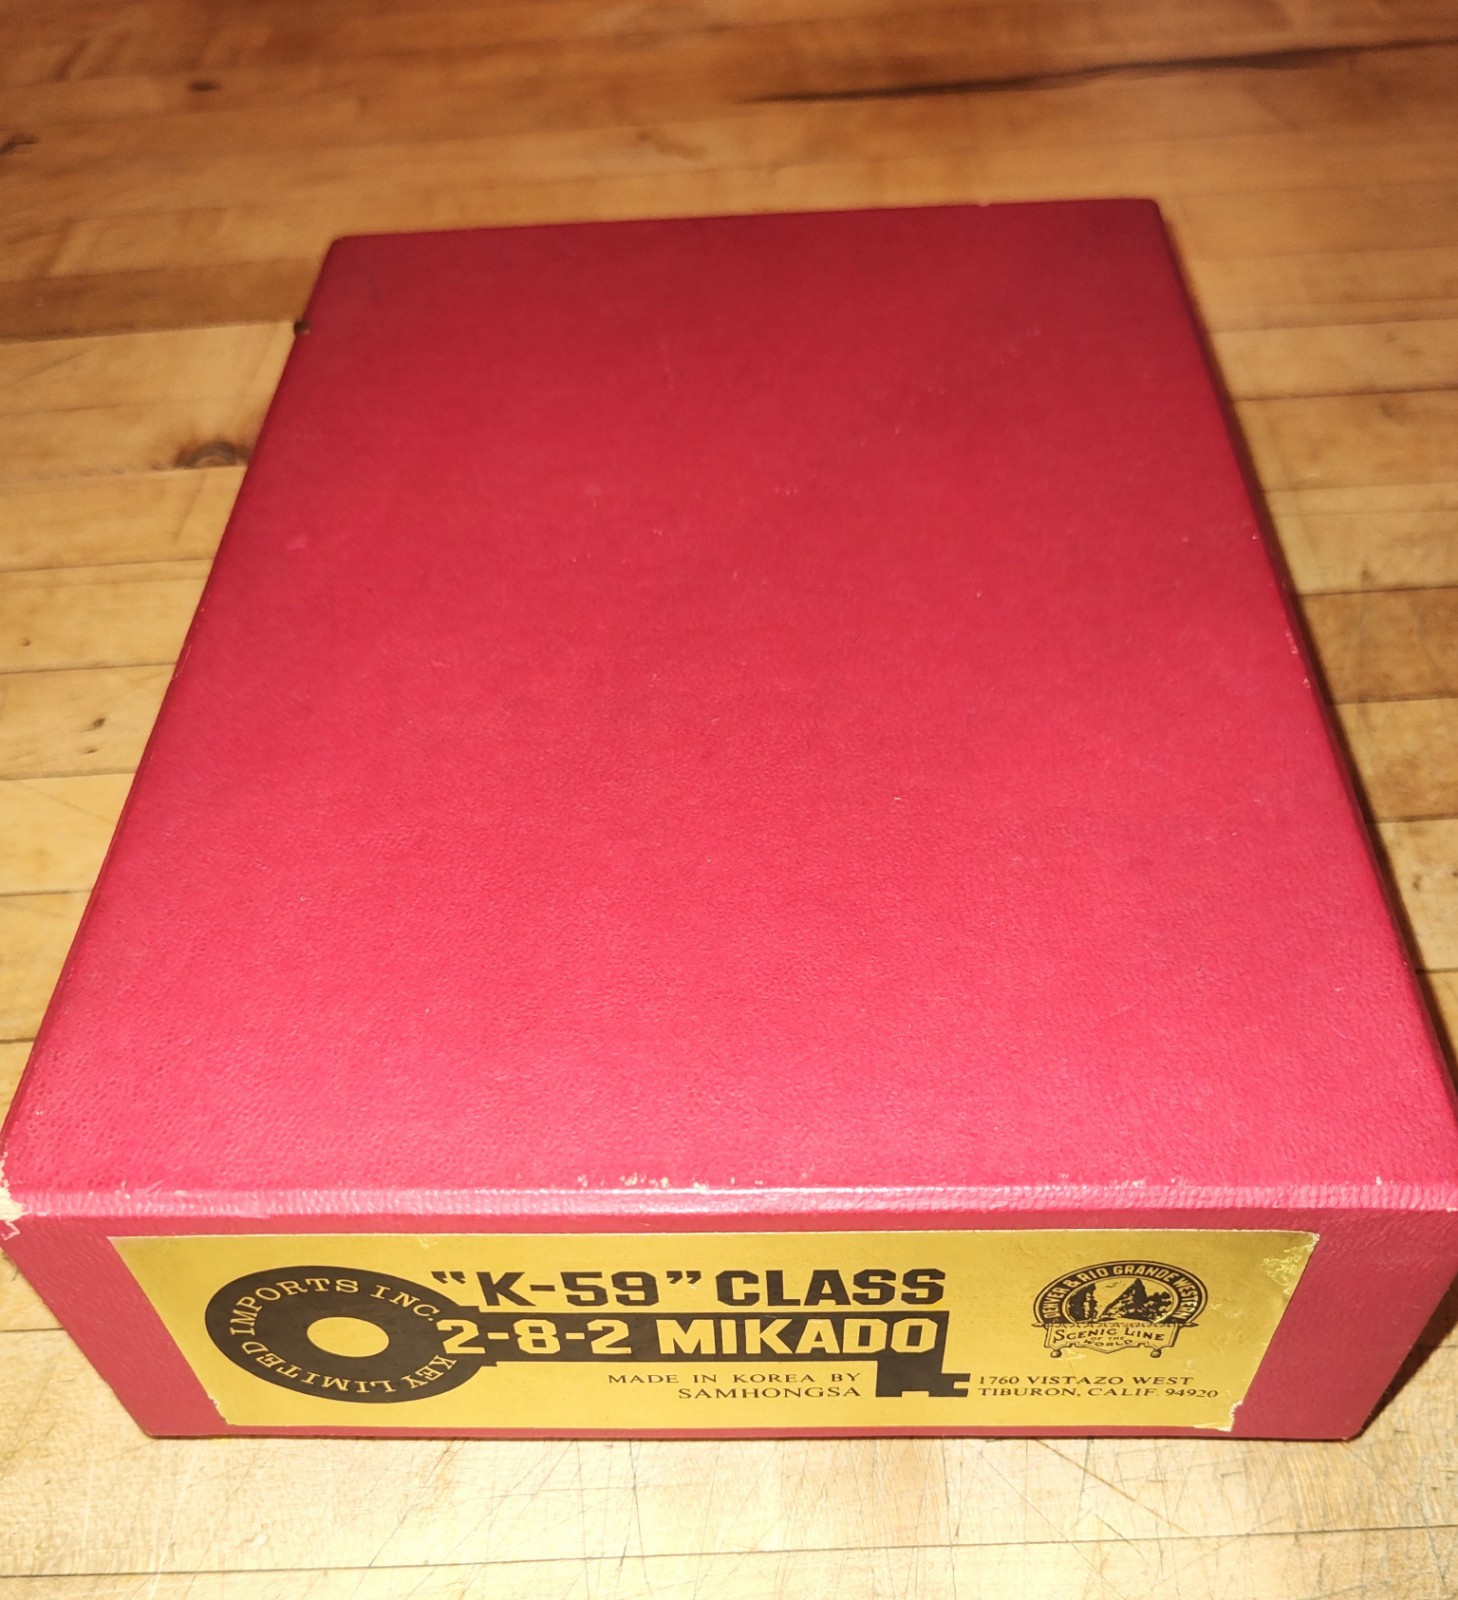 KEY LIMITED IMPORTS INC.
"K-59" CLASS
2-8-2 MIKADO
MADE IN KOREA BY
SAMHONGSA
DENVER & RIO GRANDE WESTERN
SCENIC LINE
OF THE
WORLD
1760 VISTAZO WEST
TIBURON, CALIF. 94920